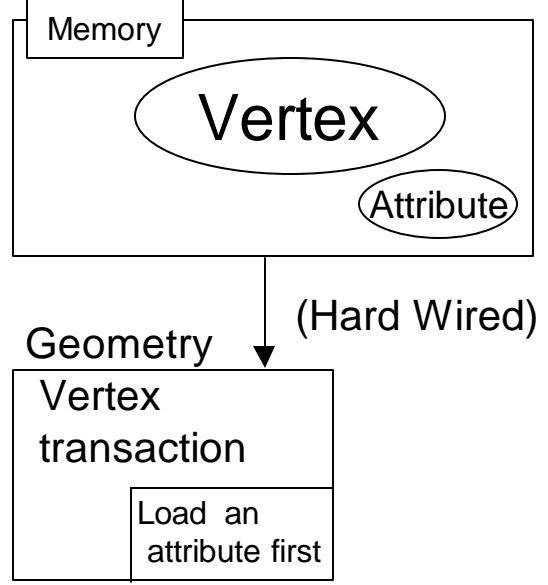 Memory
Vertex
Attribute
(Hard Wired)
Geometry
Vertex
transaction
Load an
attribute first